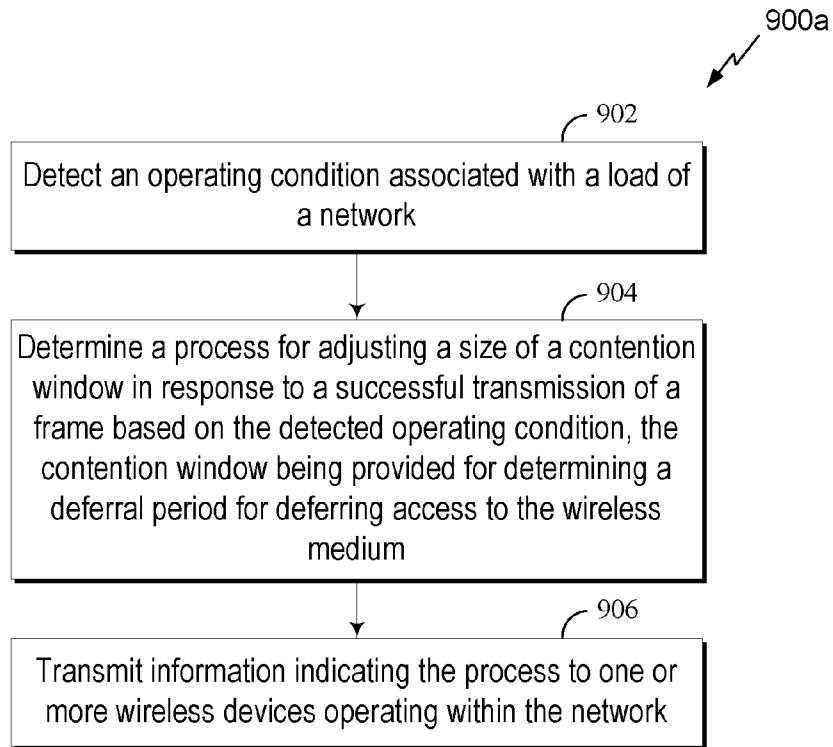 900a
902
Detect an operating condition associated with a load of
a network
904
Determine a process for adjusting a size of a contention
window in response to a successful transmission of a
frame based on the detected operating condition, the
contention window being provided for determining a
deferral period for deferring access to the wireless
medium
906
Transmit information indicating the process to one or
more wireless devices operating within the network